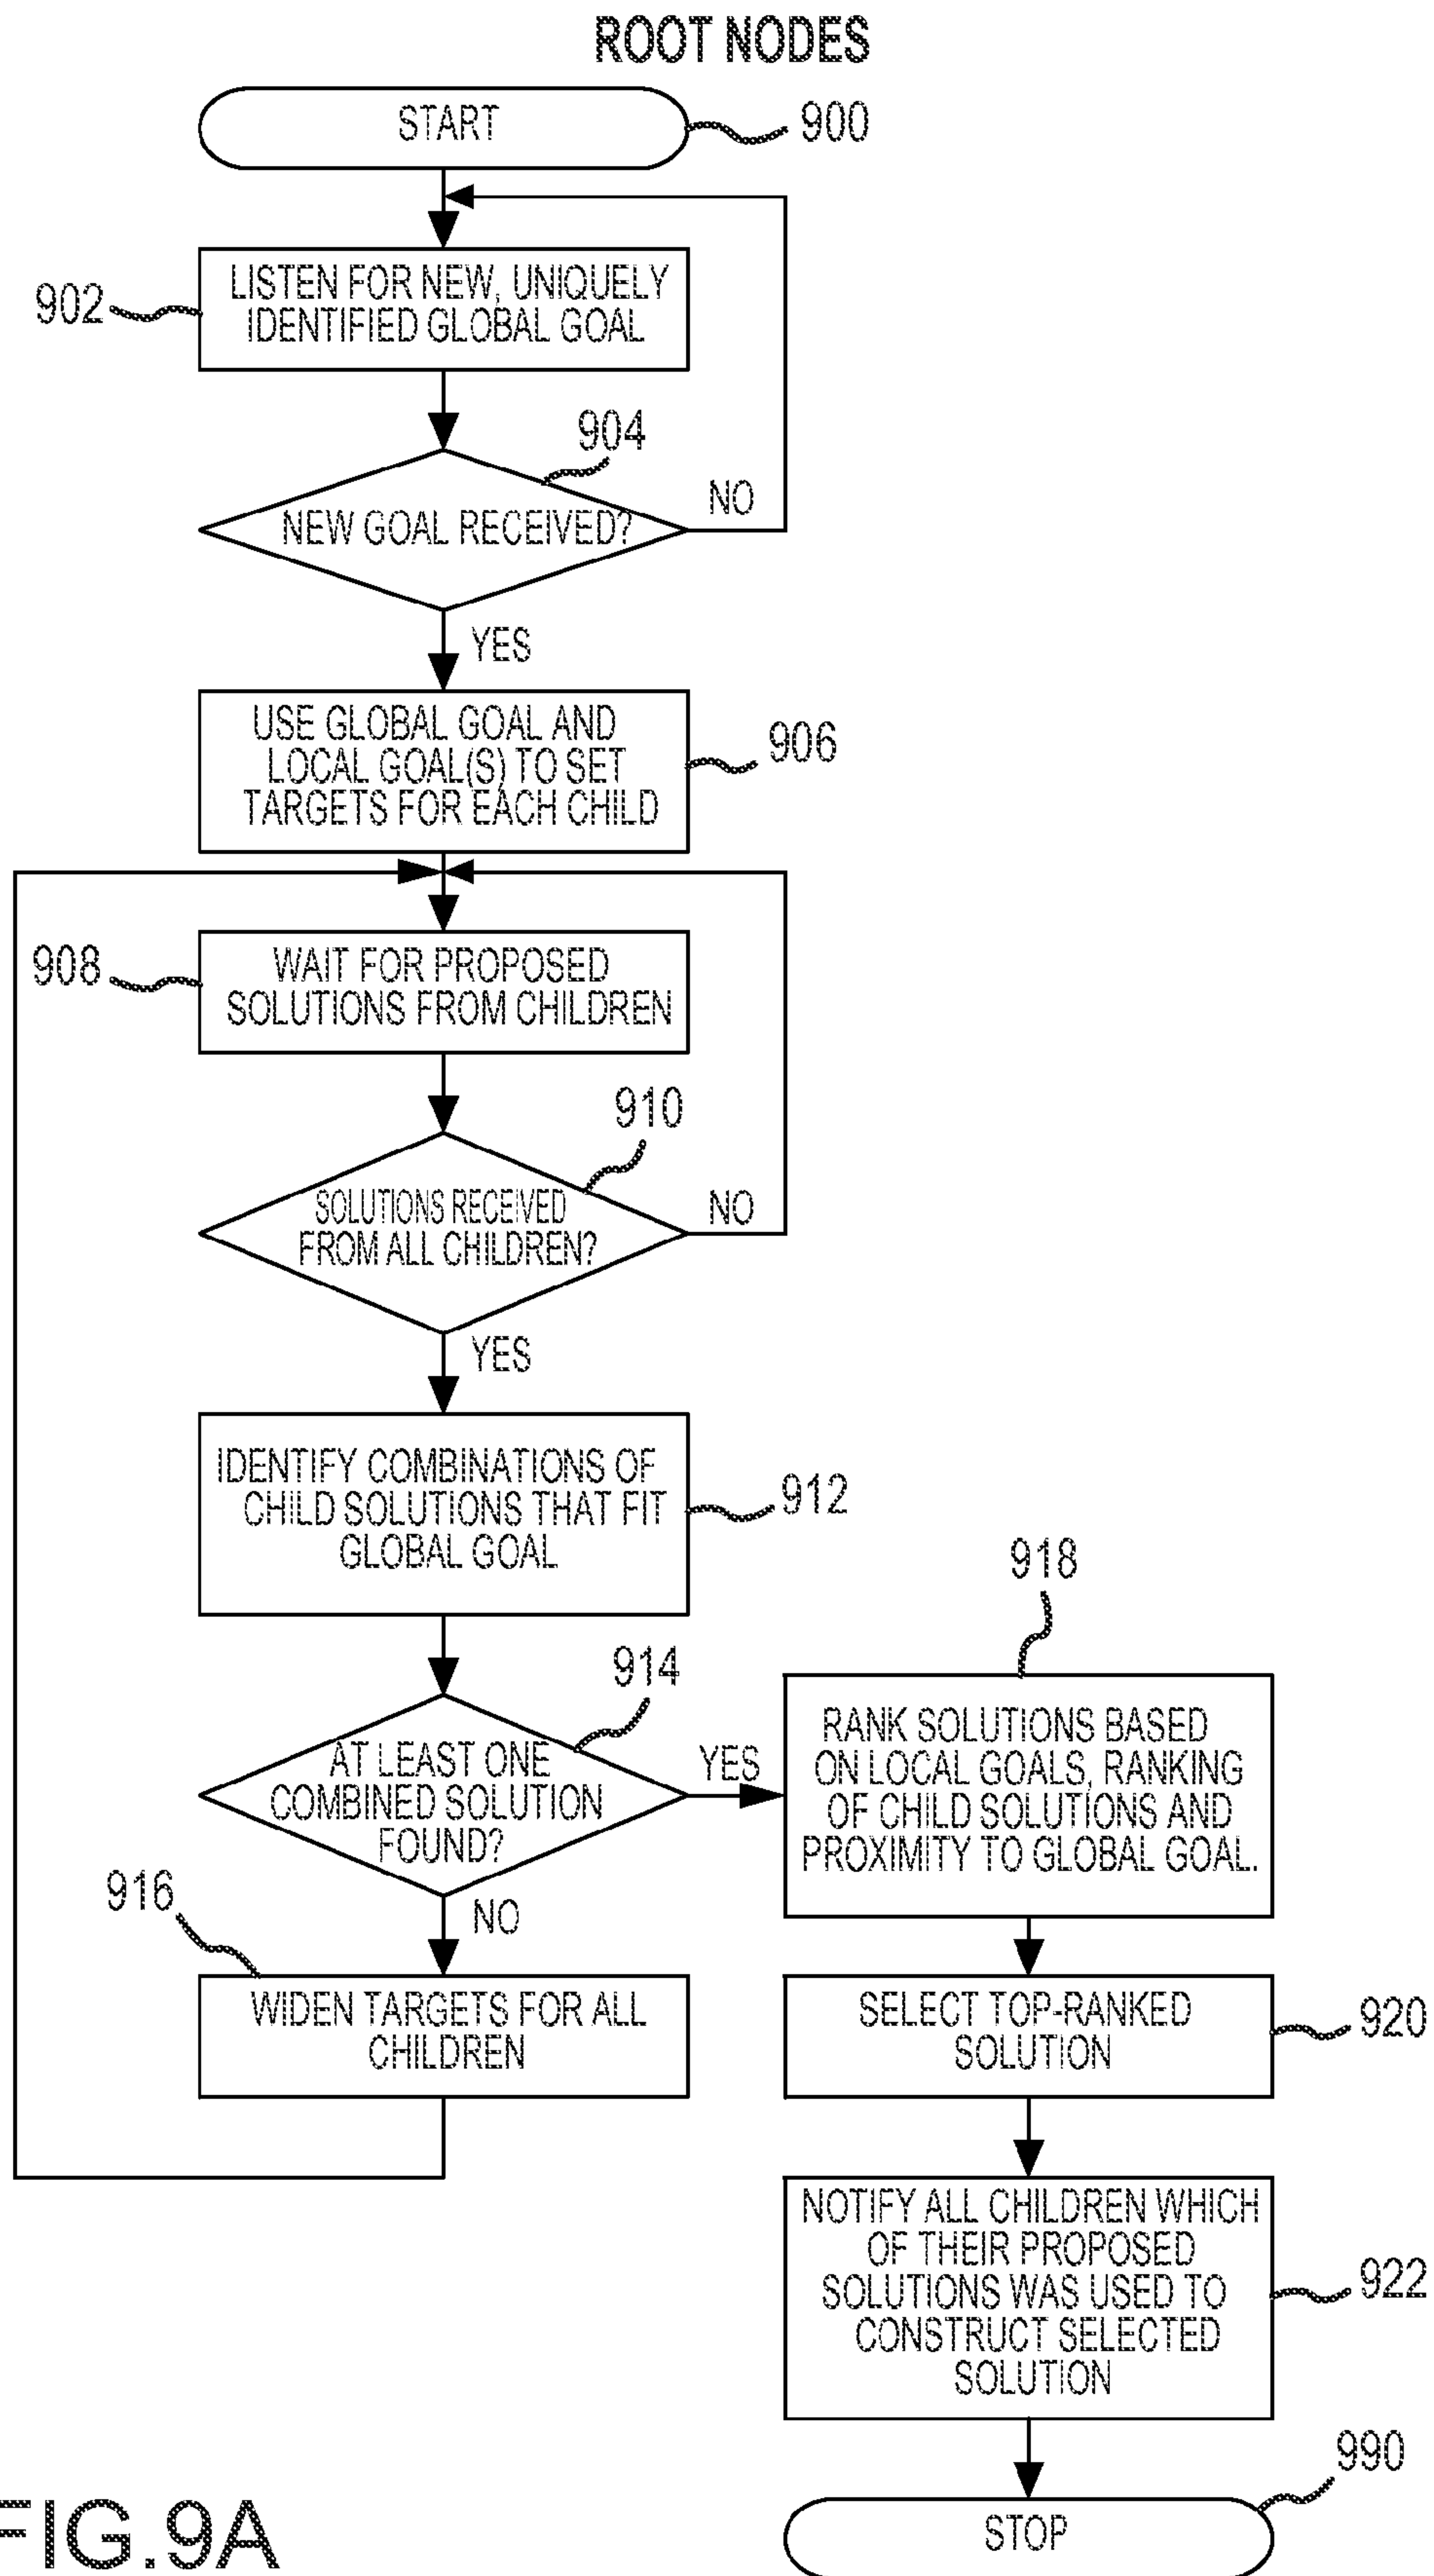 ROOT NODES
START
900
902
LISTEN FOR NEW, UNIQUELY
IDENTIFIED GLOBAL GOAL
904
NEW GOAL RECEIVED?
NO
YES
USE GLOBAL GOAL AND
LOCAL GOAL(S) TO SET
TARGETS FOR EACH CHILD
906
908
WAIT FOR PROPOSED
SOLUTIONS FROM CHILDREN
910
SOLUTIONS RECEIVED
FROM ALL CHILDREN?
NO
YES
IDENTIFY COMBINATIONS OF
CHILD SOLUTIONS THAT FIT
GLOBAL GOAL
912
914
AT LEAST ONE
COMBINED SOLUTION
FOUND?
YES
NO
916
WIDEN TARGETS FOR ALL
CHILDREN
918
RANK SOLUTIONS BASED
ON LOCAL GOALS, RANKING
OF CHILD SOLUTIONS AND
PROXIMITY TO GLOBAL GOAL.
SELECT TOP-RANKED
SOLUTION
920
NOTIFY ALL CHILDREN WHICH
OF THEIR PROPOSED
SOLUTIONS WAS USED TO
CONSTRUCT SELECTED
SOLUTION
922
990
STOP
FIG.9A